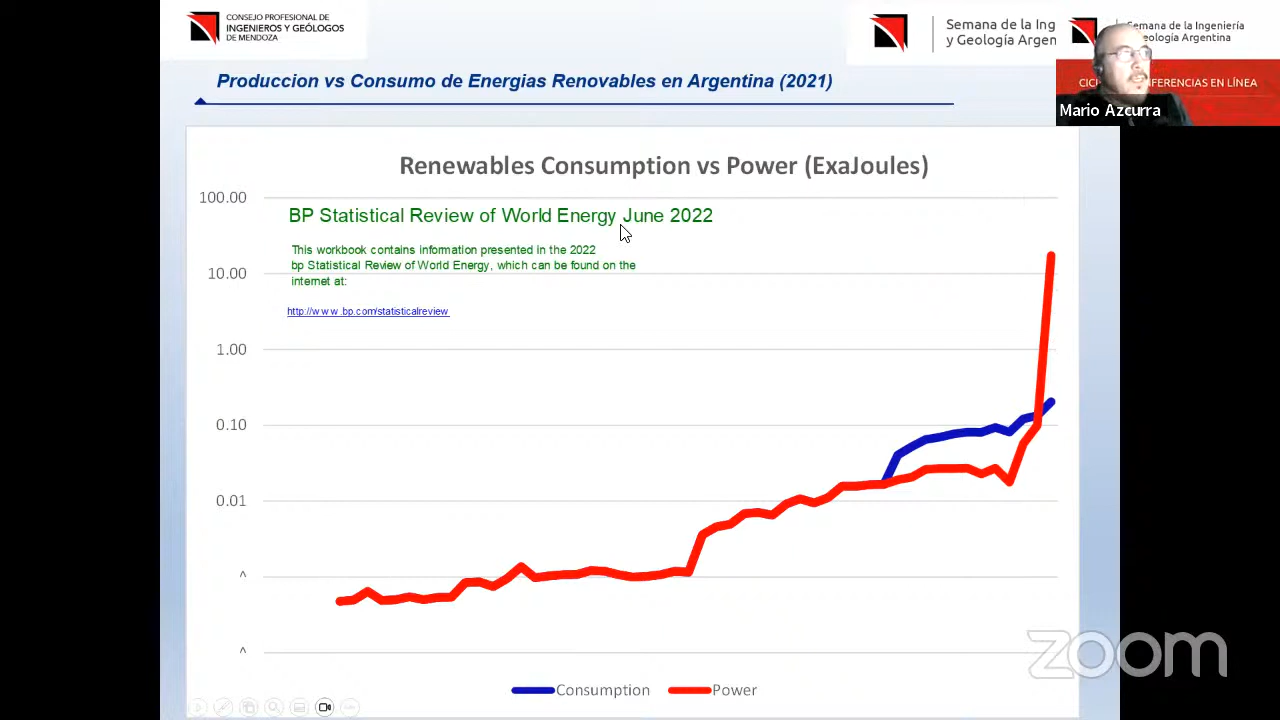 CONSEJO PROFESIONAL DE
INGENIEROS Y GEÓLOGOS
DE MENDOZA
Semana de la Ing
y Geología Argen
Semana de la Ingeniería
eología Argentina
CIC
FERENCIAS EN LÍNEA
Mario Azcurra
Produccion vs Consumo de Energias Renovables en Argentina (2021)
Renewables Consumption vs Power (ExaJoules)
100.00
BP Statistical Review of World Energy June 2022
This workbook contains information presented in the 2022
bp Statistical Review of World Energy, which can be found on the
internet at:
10.00
http://www.bp.com/statisticalreview
1.00
0.10
0.01
^
^
Consumption
Power
zoom